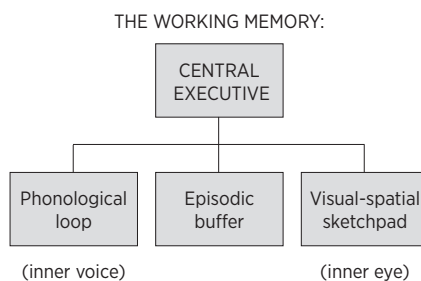 THE WORKING MEMORY:
CENTRAL
EXECUTIVE
Phonological
loop
Episodic
buffer
Visual-spatial
sketchpad
(inner voice)
(inner eye)